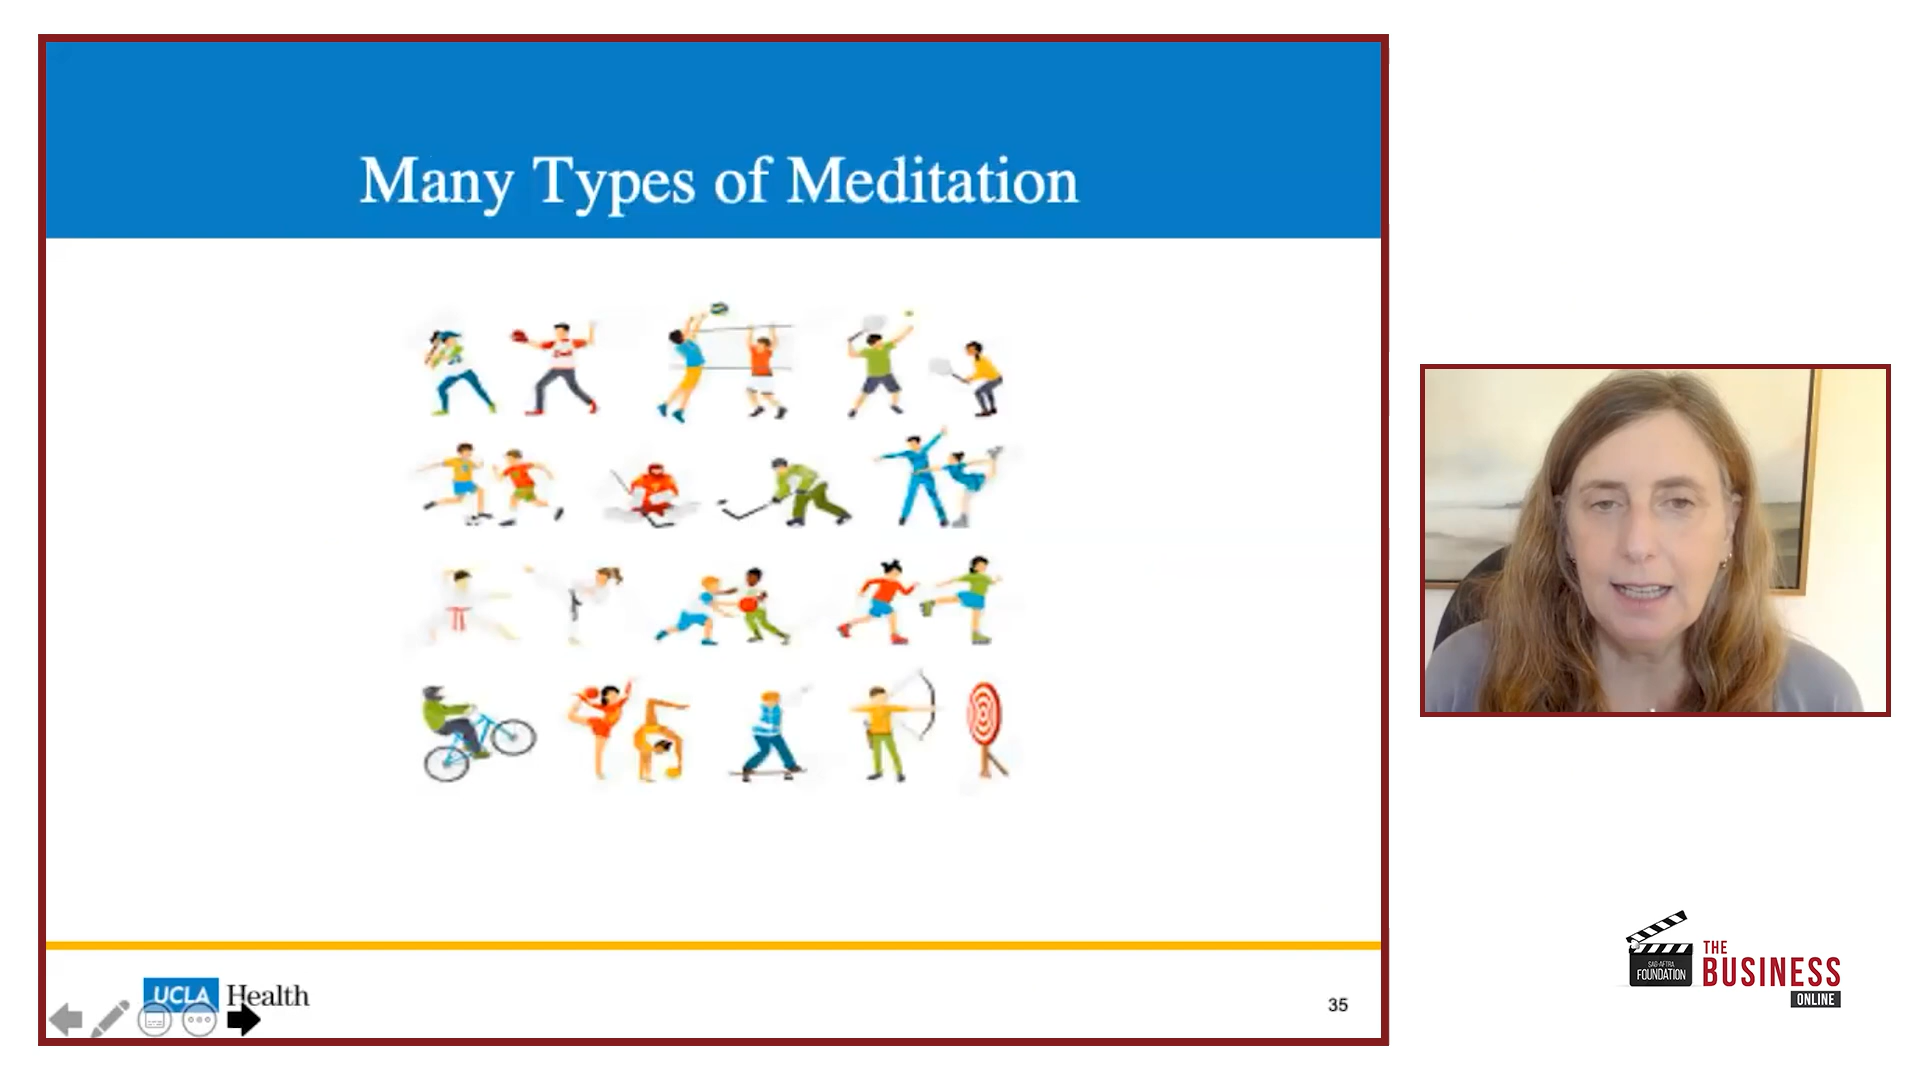 Many Types of Meditation
UCLA Health
35
SAG-AFTRA
FOUNDATION
THE
BUSINESS
ONLINE